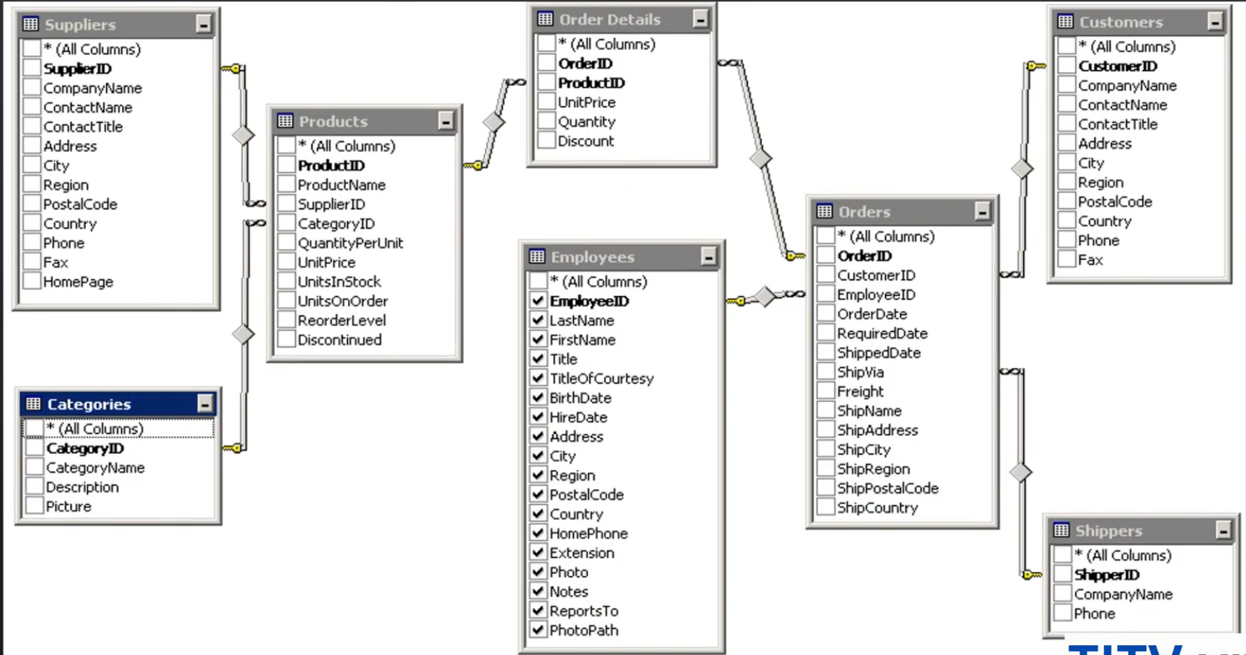 Suppliers
* (All Columns)
SupplierID
CompanyName
ContactName
ContactTitle
Address
City
Region
PostalCode
Country
Phone
Fax
HomePage
Categories
* (All Columns)
CategoryID
CategoryName
Description
Picture
Products
* (All Columns)
ProductID
ProductName
SupplierID
CategoryID
QuantityPerUnit
UnitPrice
UnitsInStock
UnitsOnOrder
ReorderLevel
Discontinued
Order Details
* (All Columns)
OrderID
ProductID
UnitPrice
Quantity
Discount
Employees
* (All Columns)
EmployeeID
LastName
FirstName
Title
TitleOfCourtesy
BirthDate
HireDate
Address
City
Region
PostalCode
Country
HomePhone
Extension
Photo
Notes
ReportsTo
PhotoPath
Orders
* (All Columns)
OrderID
CustomerID
EmployeeID
OrderDate
RequiredDate
ShippedDate
ShipVia
Freight
ShipName
ShipAddress
ShipCity
ShipRegion
ShipPostalCode
ShipCountry
Customers
* (All Columns)
CustomerID
CompanyName
ContactName
ContactTitle
Address
City
Region
PostalCode
Country
Phone
Fax
Shippers
* (All Columns)
ShipperID
CompanyName
Phone